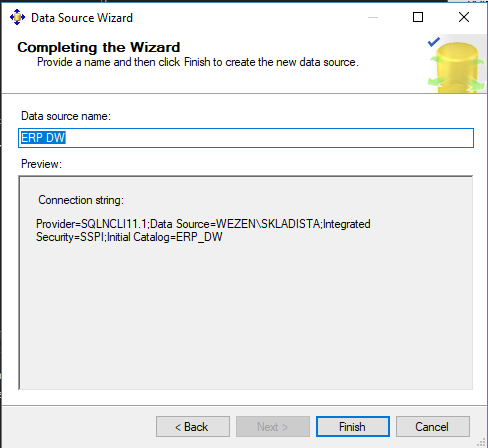 Data Source Wizard
Completing the Wizard
Provide a name and then click Finish to create the new data source.
Data source name:
ERP DW
Preview:
Connection string:
Provider=SQLNCLI11.1;Data Source=WEZEN\SKLADISTA;Integrated
Security=SSPI;Initial Catalog=ERP_DW
< Back
Next >
Finish
Cancel